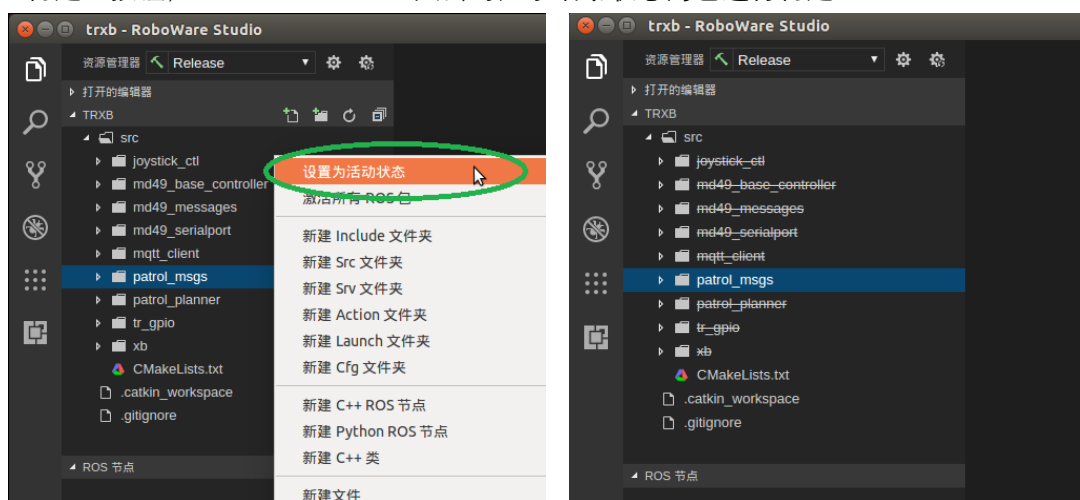 trxb - RoboWare Studio
资源管理器 Release
打开的编辑器
TRXB
src
joystick_ctl
md49_base_controller
md49_messages
md49_serialport
mqtt_client
patrol_msgs
patrol_planner
tr_gpio
xb
CMakeLists.txt
.catkin_workspace
.gitignore
ROS 节点
设置为活动状态
激活所有 ROS 包
新建 Include 文件夹
新建 Src 文件夹
新建 Srv 文件夹
新建 Action 文件夹
新建 Launch 文件夹
新建 Cfg 文件夹
新建 C++ ROS 节点
新建 Python ROS 节点
新建 C++ 类
新建文件
trxb - RoboWare Studio
资源管理器 Release
打开的编辑器
TRXB
src
joystick_ctl
md49_base_controller
md49_messages
md49_serialport
mqtt_client
patrol_msgs
patrol_planner
tr_gpio
xb
CMakeLists.txt
.catkin_workspace
.gitignore
ROS 节点